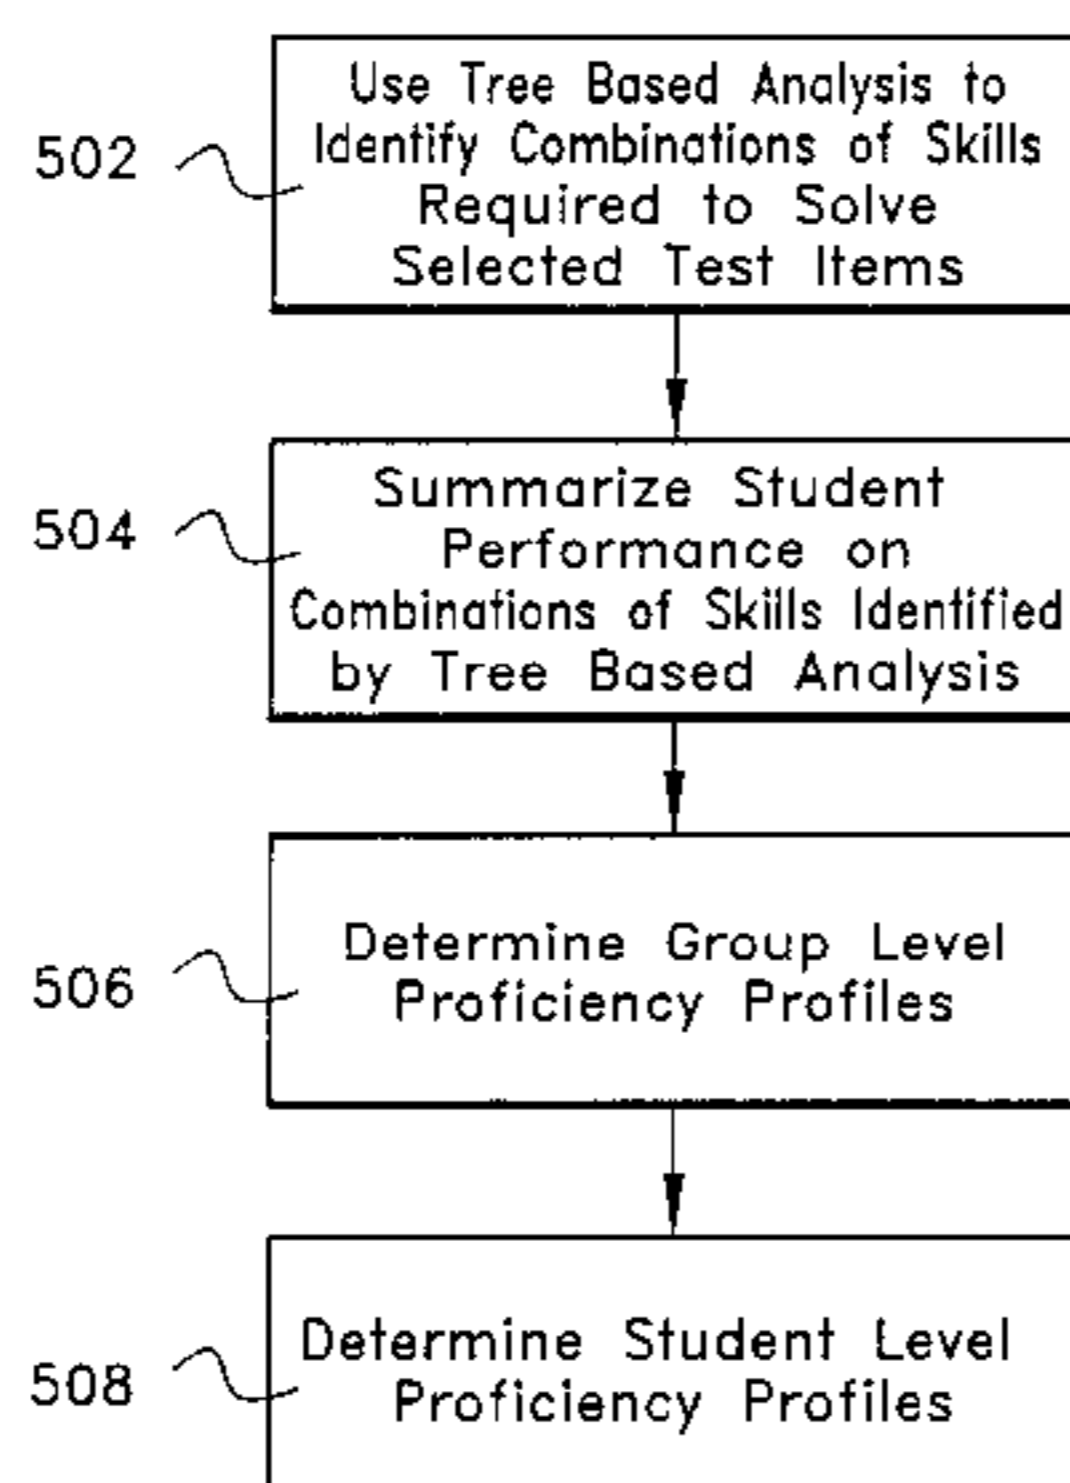 502
Use Tree Based Analysis to
Identify Combinations of Skills
Required to Solve
Selected Test Items
504
Summarize Student
Performance on
Combinations of Skills Identified
by Tree Based Analysis
506
Determine Group Level
Proficiency Profiles
508
Determine Student Level
Proficiency Profiles